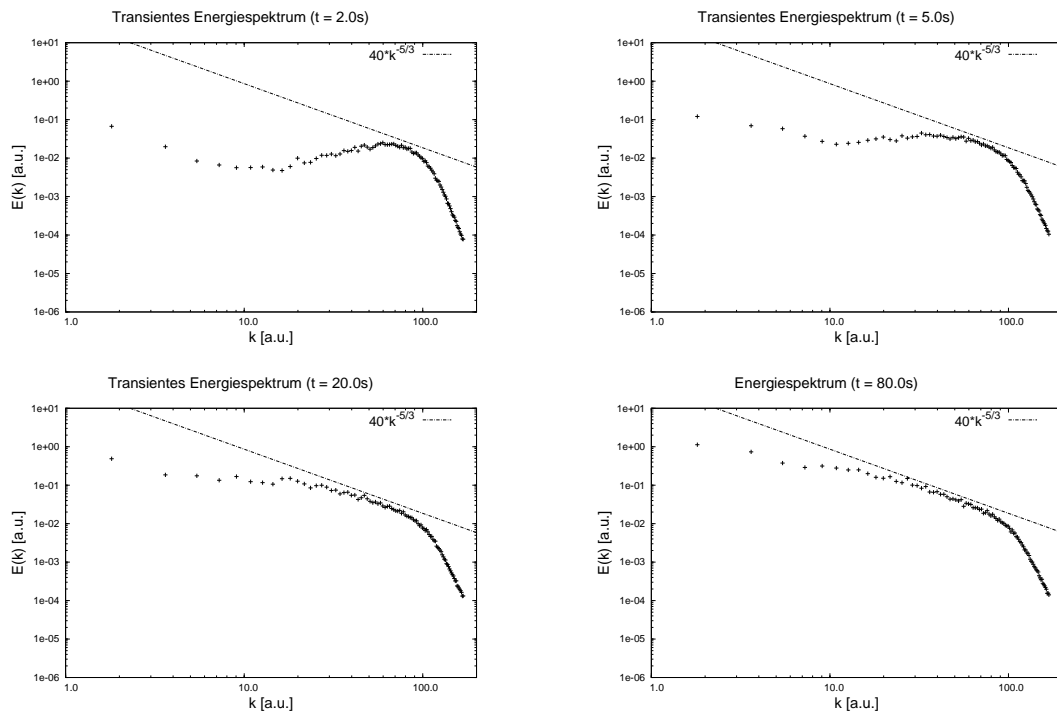 Transientes Energiespektrum (t = 2.0s)
1e+01
1e+00
1e-01
1e-02
1e-03
1e-04
1e-05
1e-06
E(k) [a.u.]
40*k^-5/3
1.0 10.0 100.0
k [a.u.]
Transientes Energiespektrum (t = 5.0s)
1e+01
1e+00
1e-01
1e-02
1e-03
1e-04
1e-05
1e-06
E(k) [a.u.]
40*k^-5/3
1.0 10.0 100.0
k [a.u.]
Transientes Energiespektrum (t = 20.0s)
1e+01
1e+00
1e-01
1e-02
1e-03
1e-04
1e-05
1e-06
E(k) [a.u.]
40*k^-5/3
1.0 10.0 100.0
k [a.u.]
Energiespektrum (t = 80.0s)
1e+01
1e+00
1e-01
1e-02
1e-03
1e-04
1e-05
1e-06
E(k) [a.u.]
40*k^-5/3
1.0 10.0 100.0
k [a.u.]